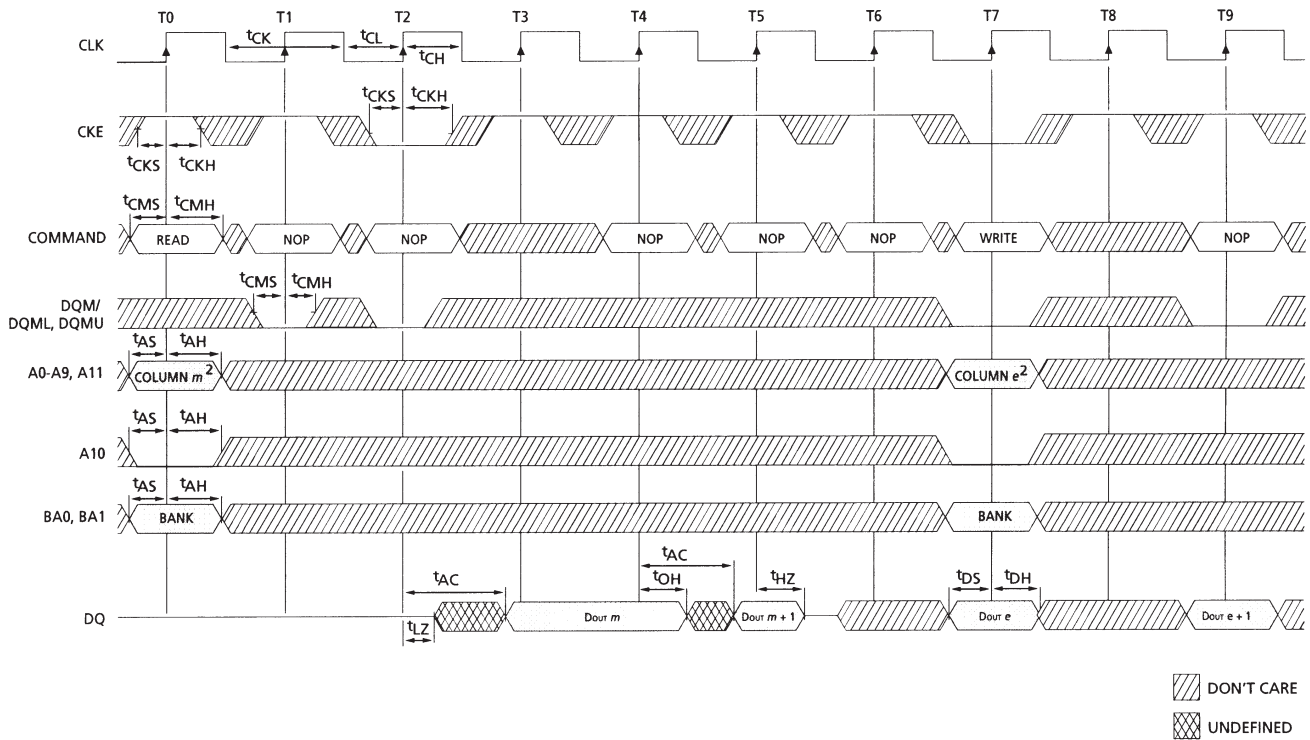 T0 T1 T2 T3 T4 T5 T6 T7 T8 T9
CLK
tCK tCL tCH
tCKS tCKH
CKE
tCKS tCKH
tCMS tCMH
COMMAND READ NOP NOP NOP NOP NOP WRITE NOP
tCMS tCMH
DQM/
DQML, DQMU
tAS tAH
A0-A9, A11 COLUMN m2 COLUMN e2
tAS tAH
A10
tAS tAH
BA0, BA1 BANK BANK
tAC tAC tOH tHZ tDS tDH
DQ DOUT m DOUT m + 1 DOUT e DOUT e + 1
tLZ
DON'T CARE
UNDEFINED